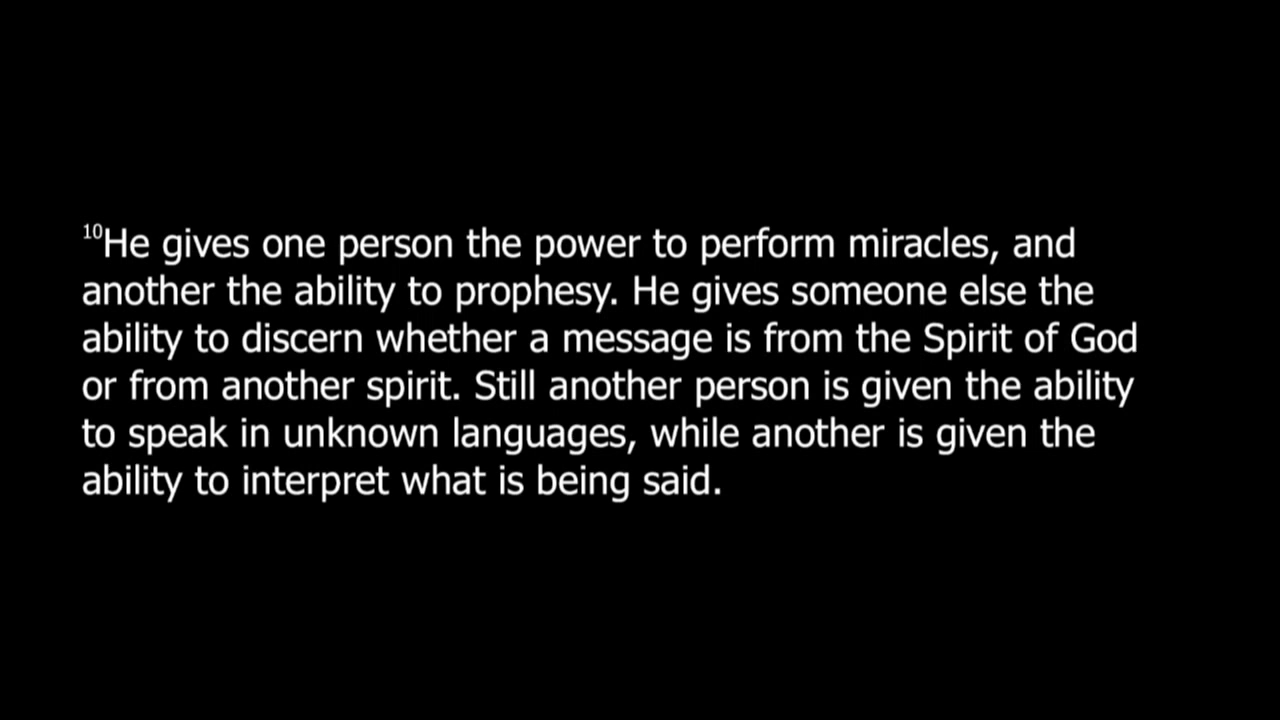 10He gives one person the power to perform miracles, and
another the ability to prophesy. He gives someone else the
ability to discern whether a message is from the Spirit of God
or from another spirit. Still another person is given the ability
to speak in unknown languages, while another is given the
ability to interpret what is being said.